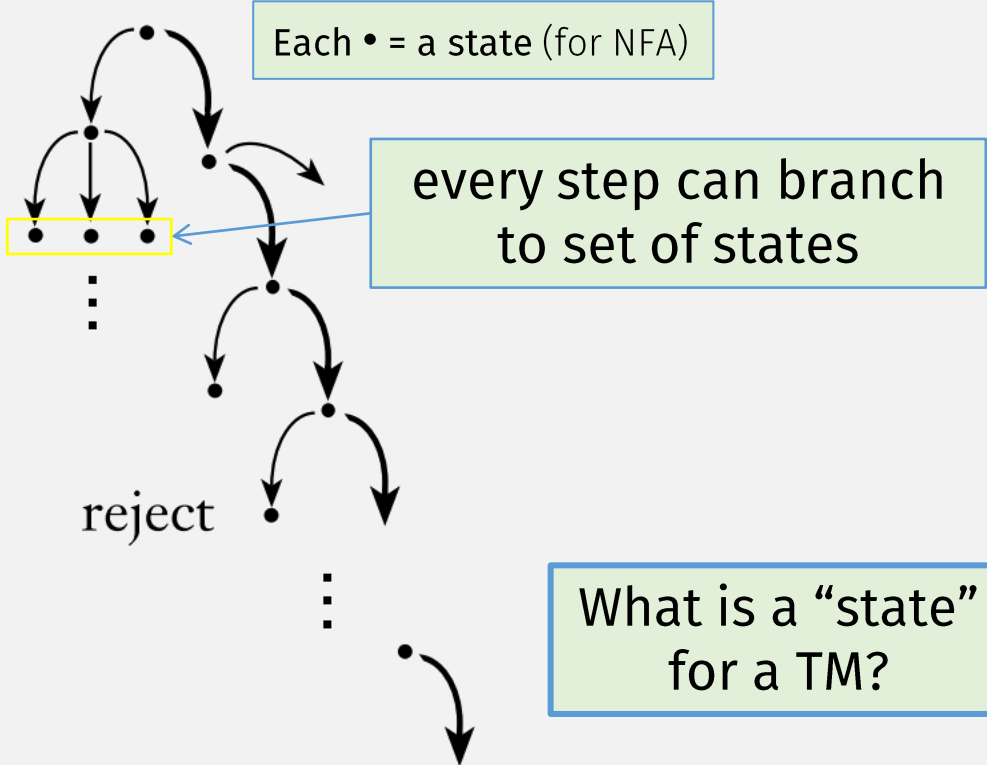 Each • = a state (for NFA)
every step can branch
to set of states
reject
What is a “state”
for a TM?